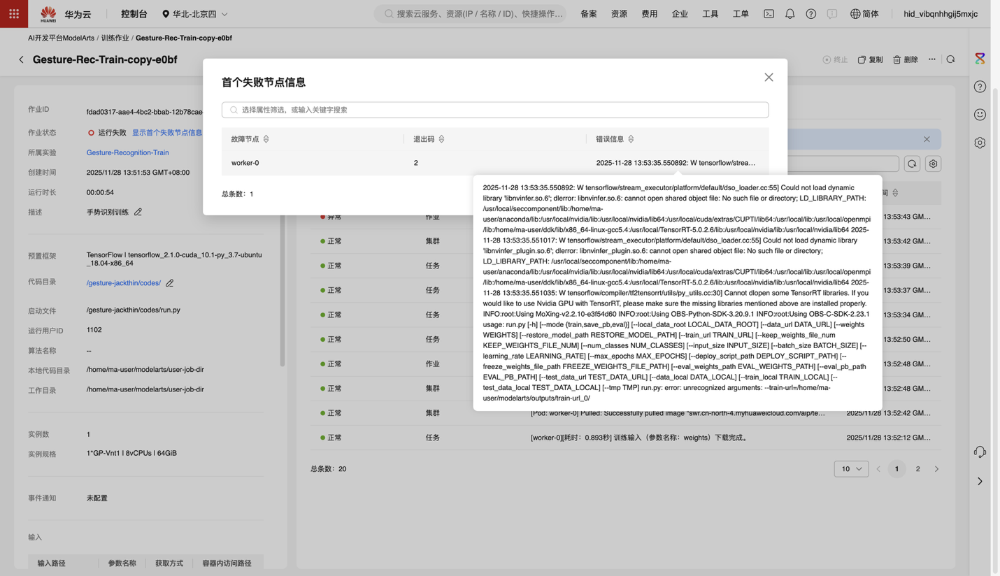 HUAWEI
华为云
控制台
华北-北京四
搜索云服务、资源(IP / 名称 / ID)、快捷操作…
备案
资源
费用
企业
工具
工单
简体
hid_vibqnhhgij5mxjc
AI开发平台ModelArts / 训练作业 / Gesture-Rec-Train-copy-e0bf
Gesture-Rec-Train-copy-e0bf
终止
复制
删除
首个失败节点信息
选择属性筛选，或输入关键字搜索
故障节点
退出码
错误信息
worker-0
2
2025-11-28 13:53:35.550892: W tensorflow/strea…
总条数：1
2025-11-28 13:53:35.550892: W tensorflow/stream_executor/platform/default/dso_loader.cc:55] Could not load dynamic
library 'libnvinfer.so.6'; dlerror: libnvinfer.so.6: cannot open shared object file: No such file or directory; LD_LIBRARY_PATH:
/usr/local/seccomponent/lib:/home/ma-
user/anaconda/lib:/usr/local/nvidia/lib:/usr/local/nvidia/lib64:/usr/local/cuda/extras/CUPTI/lib64:/usr/local/lib:/usr/local/openmpi
/lib:/home/ma-user/ddk/lib/x86_64-linux-gcc5.4:/usr/local/TensorRT-5.0.2.6/lib:/usr/local/nvidia/lib:/usr/local/nvidia/lib64 2025-
11-28 13:53:35.551017: W tensorflow/stream_executor/platform/default/dso_loader.cc:55] Could not load dynamic library
'libnvinfer_plugin.so.6'; dlerror: libnvinfer_plugin.so.6: cannot open shared object file: No such file or directory;
LD_LIBRARY_PATH: /usr/local/seccomponent/lib:/home/ma-
user/anaconda/lib:/usr/local/nvidia/lib:/usr/local/nvidia/lib64:/usr/local/cuda/extras/CUPTI/lib64:/usr/local/lib:/usr/local/openmpi
/lib:/home/ma-user/ddk/lib/x86_64-linux-gcc5.4:/usr/local/TensorRT-5.0.2.6/lib:/usr/local/nvidia/lib:/usr/local/nvidia/lib64 2025-
11-28 13:53:35.551035: W tensorflow/compiler/tf2tensorrt/utils/py_utils.cc:30] Cannot dlopen some TensorRT libraries. If you
would like to use Nvidia GPU with TensorRT, please make sure the missing libraries mentioned above are installed properly.
INFO:root:Using MoXing-v2.2.10-e3f54d60 INFO:root:Using OBS-Python-SDK-3.20.9.1 INFO:root:Using OBS-C-SDK-2.23.1
usage: run.py [-h] [--mode {train,save_pb,eval}] [--local_data_root LOCAL_DATA_ROOT] [--data_url DATA_URL] [--weights
WEIGHTS] [--restore_model_path RESTORE_MODEL_PATH] [--train_url TRAIN_URL] [--keep_weights_file_num
KEEP_WEIGHTS_FILE_NUM] [--num_classes NUM_CLASSES] [--input_size INPUT_SIZE] [--batch_size BATCH_SIZE] [--
learning_rate LEARNING_RATE] [--max_epochs MAX_EPOCHS] [--deploy_script_path DEPLOY_SCRIPT_PATH] [--
freeze_weights_file_path FREEZE_WEIGHTS_FILE_PATH] [--eval_weights_path EVAL_WEIGHTS_PATH] [--eval_pb_path
EVAL_PB_PATH] [--test_data_url TEST_DATA_URL] [--data_local DATA_LOCAL] [--train_local TRAIN_LOCAL] [--
test_data_local TEST_DATA_LOCAL] [--tmp TMP] run.py: error: unrecognized arguments: --train-url=/home/ma-
user/modelarts/outputs/train-url_0/
作业ID
fdad0317-aae4-4bc2-bbab-12b78cae
作业状态
运行失败 显示首个失败节点信息
所属实验
Gesture-Recognition-Train
创建时间
2025/11/28 13:51:53 GMT+08:00
运行时长
00:00:54
描述
手势识别训练
预置框架
TensorFlow | tensorflow_2.1.0-cuda_10.1-py_3.7-ubuntu
_18.04-x86_64
代码目录
/gesture-jackthin/codes/
启动文件
/gesture-jackthin/codes/run.py
运行用户ID
1102
算法名称
--
本地代码目录
/home/ma-user/modelarts/user-job-dir
工作目录
/home/ma-user/modelarts/user-job-dir
实例数
1
实例规格
1*GP-Vnt1 | 8vCPUs | 64GiB
事件通知
未配置
输入
输入路径
参数名称
获取方式
容器内访问路径
间
异常
作业
13:53:43 GM…
正常
集群
13:53:42 GM…
正常
任务
13:53:39 GM…
正常
任务
13:53:37 GM…
正常
任务
13:53:34 GM…
正常
任务
13:52:50 GM…
正常
作业
13:52:48 GM…
正常
集群
13:52:48 GM…
正常
集群
[Pod: worker-0] Pulled: Successfully pulled image "swr.cn-north-4.myhuaweicloud.com/aip/te…
2025/11/28 13:52:42 GM…
正常
任务
[worker-0][耗时：0.893秒] 训练输入（参数名称：weights）下载完成。
2025/11/28 13:52:12 GM…
总条数：20
10
1
2